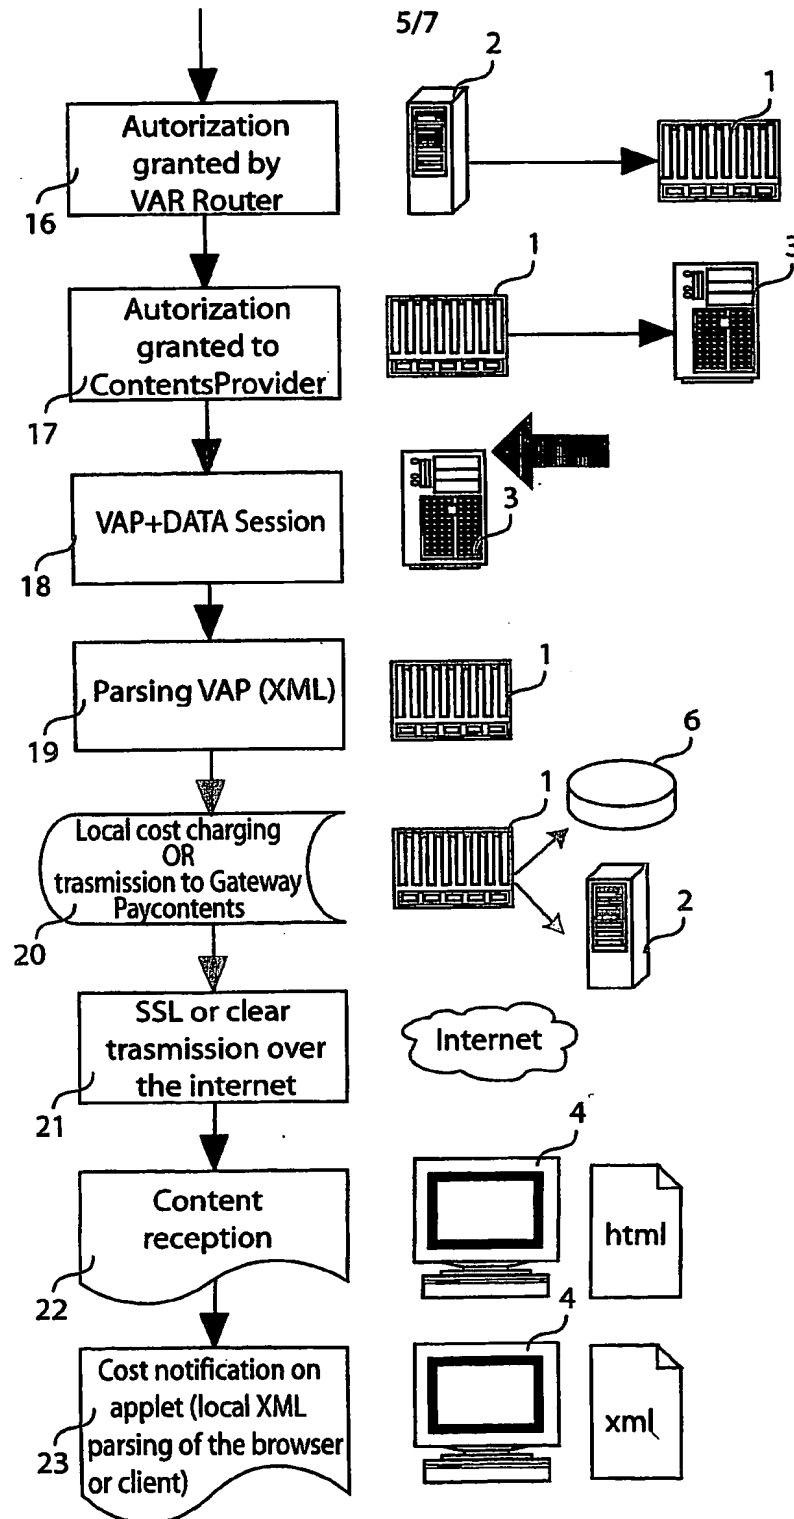 5/7
2
1
Autorization
granted by
VAR Router
16
1
3
Autorization
granted to
ContentsProvider
17
VAP+DATA Session
3
18
Parsing VAP (XML)
1
19
6
Local cost charging
OR
trasmission to Gateway
Paycontents
1
20
2
SSL or clear
trasmission over
the internet
Internet
21
Content
reception
4
html
22
Cost notification on
applet (local XML
parsing of the browser
or client)
4
xml
23